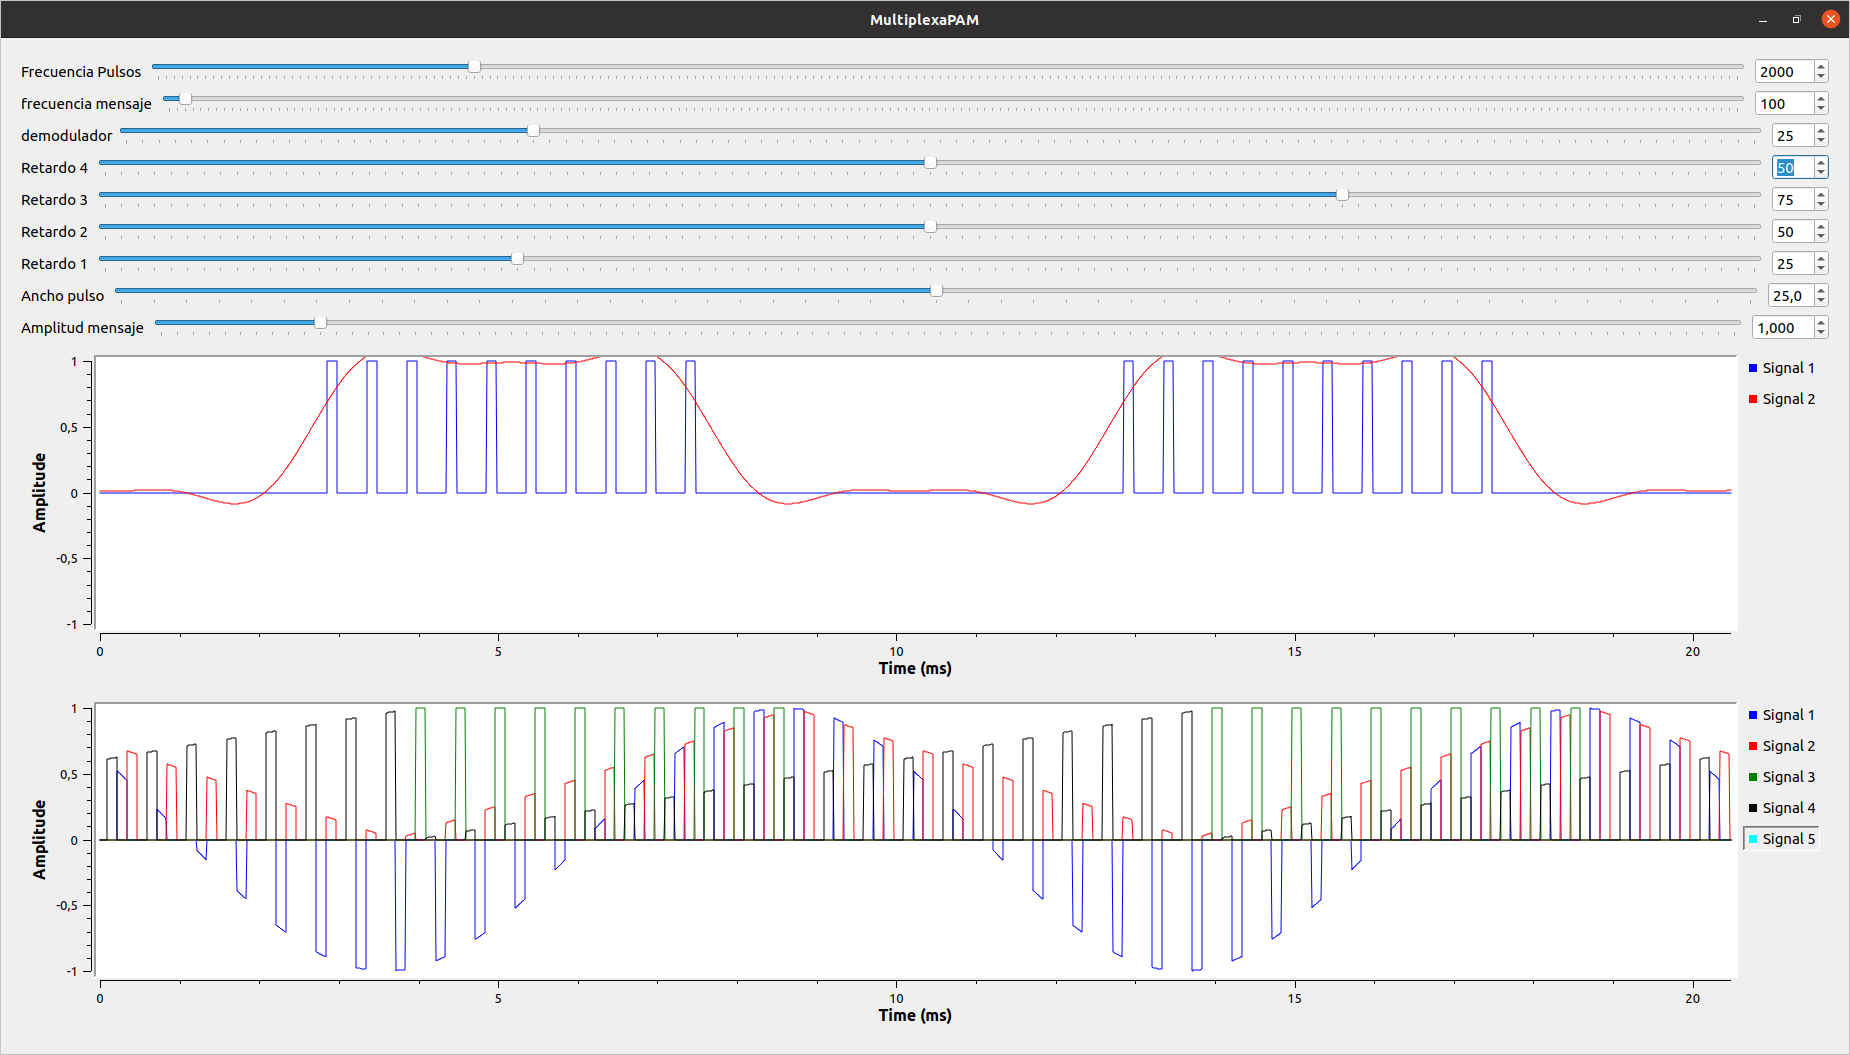 MultiplexaPAM
Frecuencia Pulsos 2000
frecuencia mensaje 100
demodulador 25
Retardo 4 50
Retardo 3 75
Retardo 2 50
Retardo 1 25
Ancho pulso 25,0
Amplitud mensaje 1,000
Amplitude
1
0,5
0
-0,5
-1
0 5 10 15 20
Time (ms)
Signal 1
Signal 2
Amplitude
1
0,5
0
-0,5
-1
0 5 10 15 20
Time (ms)
Signal 1
Signal 2
Signal 3
Signal 4
Signal 5